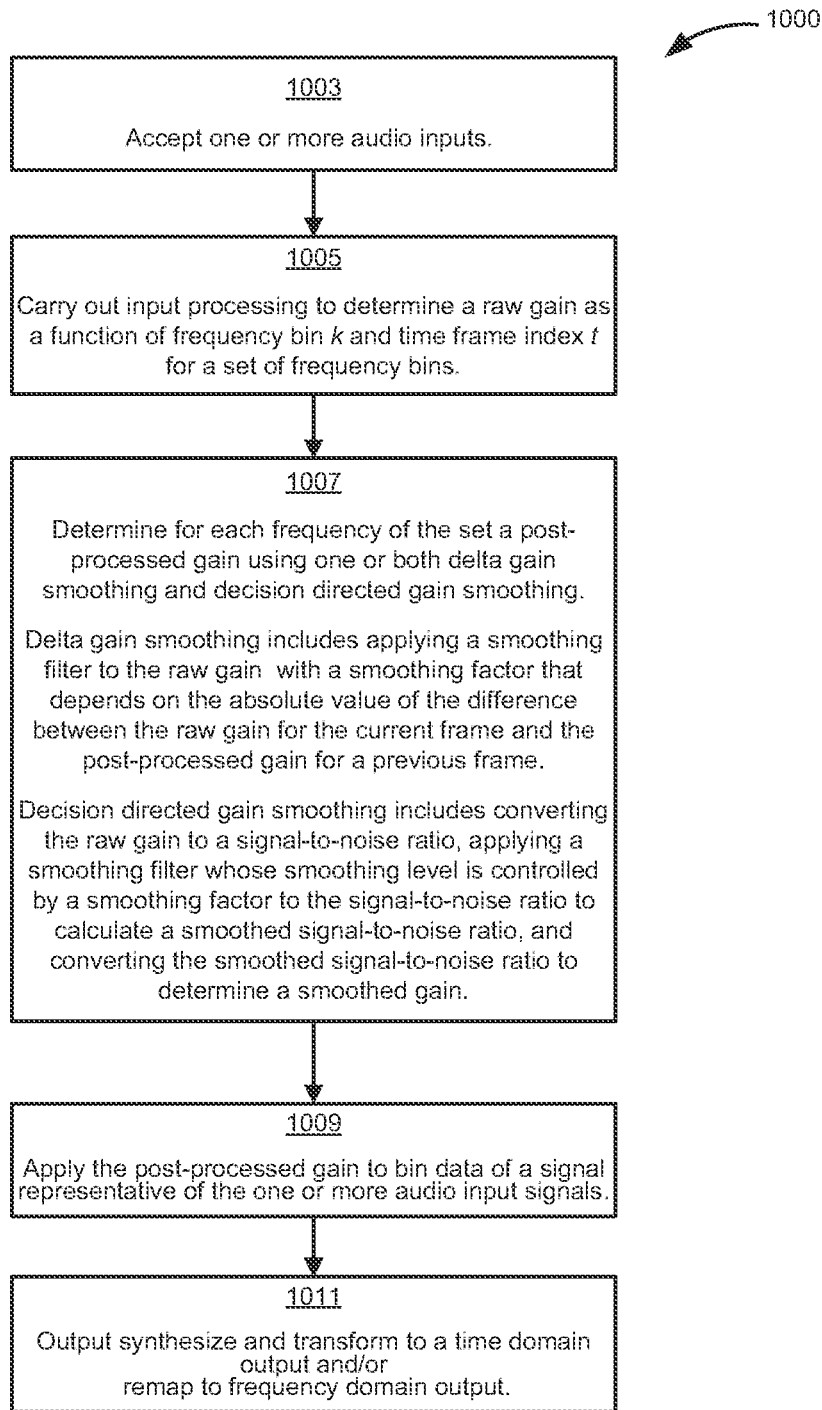 1000
1003
Accept one or more audio inputs.
1005
Carry out input processing to determine a raw gain as
a function of frequency bin k and time frame index t
for a set of frequency bins.
1007
Determine for each frequency of the set a post-
processed gain using one or both delta gain
smoothing and decision directed gain smoothing.
Delta gain smoothing includes applying a smoothing
filter to the raw gain with a smoothing factor that
depends on the absolute value of the difference
between the raw gain for the current frame and the
post-processed gain for a previous frame.
Decision directed gain smoothing includes converting
the raw gain to a signal-to-noise ratio, applying a
smoothing filter whose smoothing level is controlled
by a smoothing factor to the signal-to-noise ratio to
calculate a smoothed signal-to-noise ratio, and
converting the smoothed signal-to-noise ratio to
determine a smoothed gain.
1009
Apply the post-processed gain to bin data of a signal
representative of the one or more audio input signals.
1011
Output synthesize and transform to a time domain
output and/or
remap to frequency domain output.